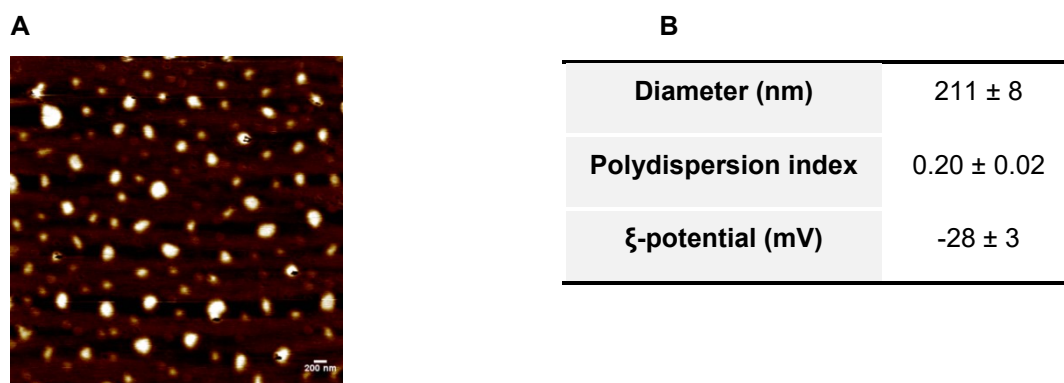 A
B
200 nm
Diameter (nm) 211 ± 8
Polydispersion index 0.20 ± 0.02
ξ-potential (mV) -28 ± 3